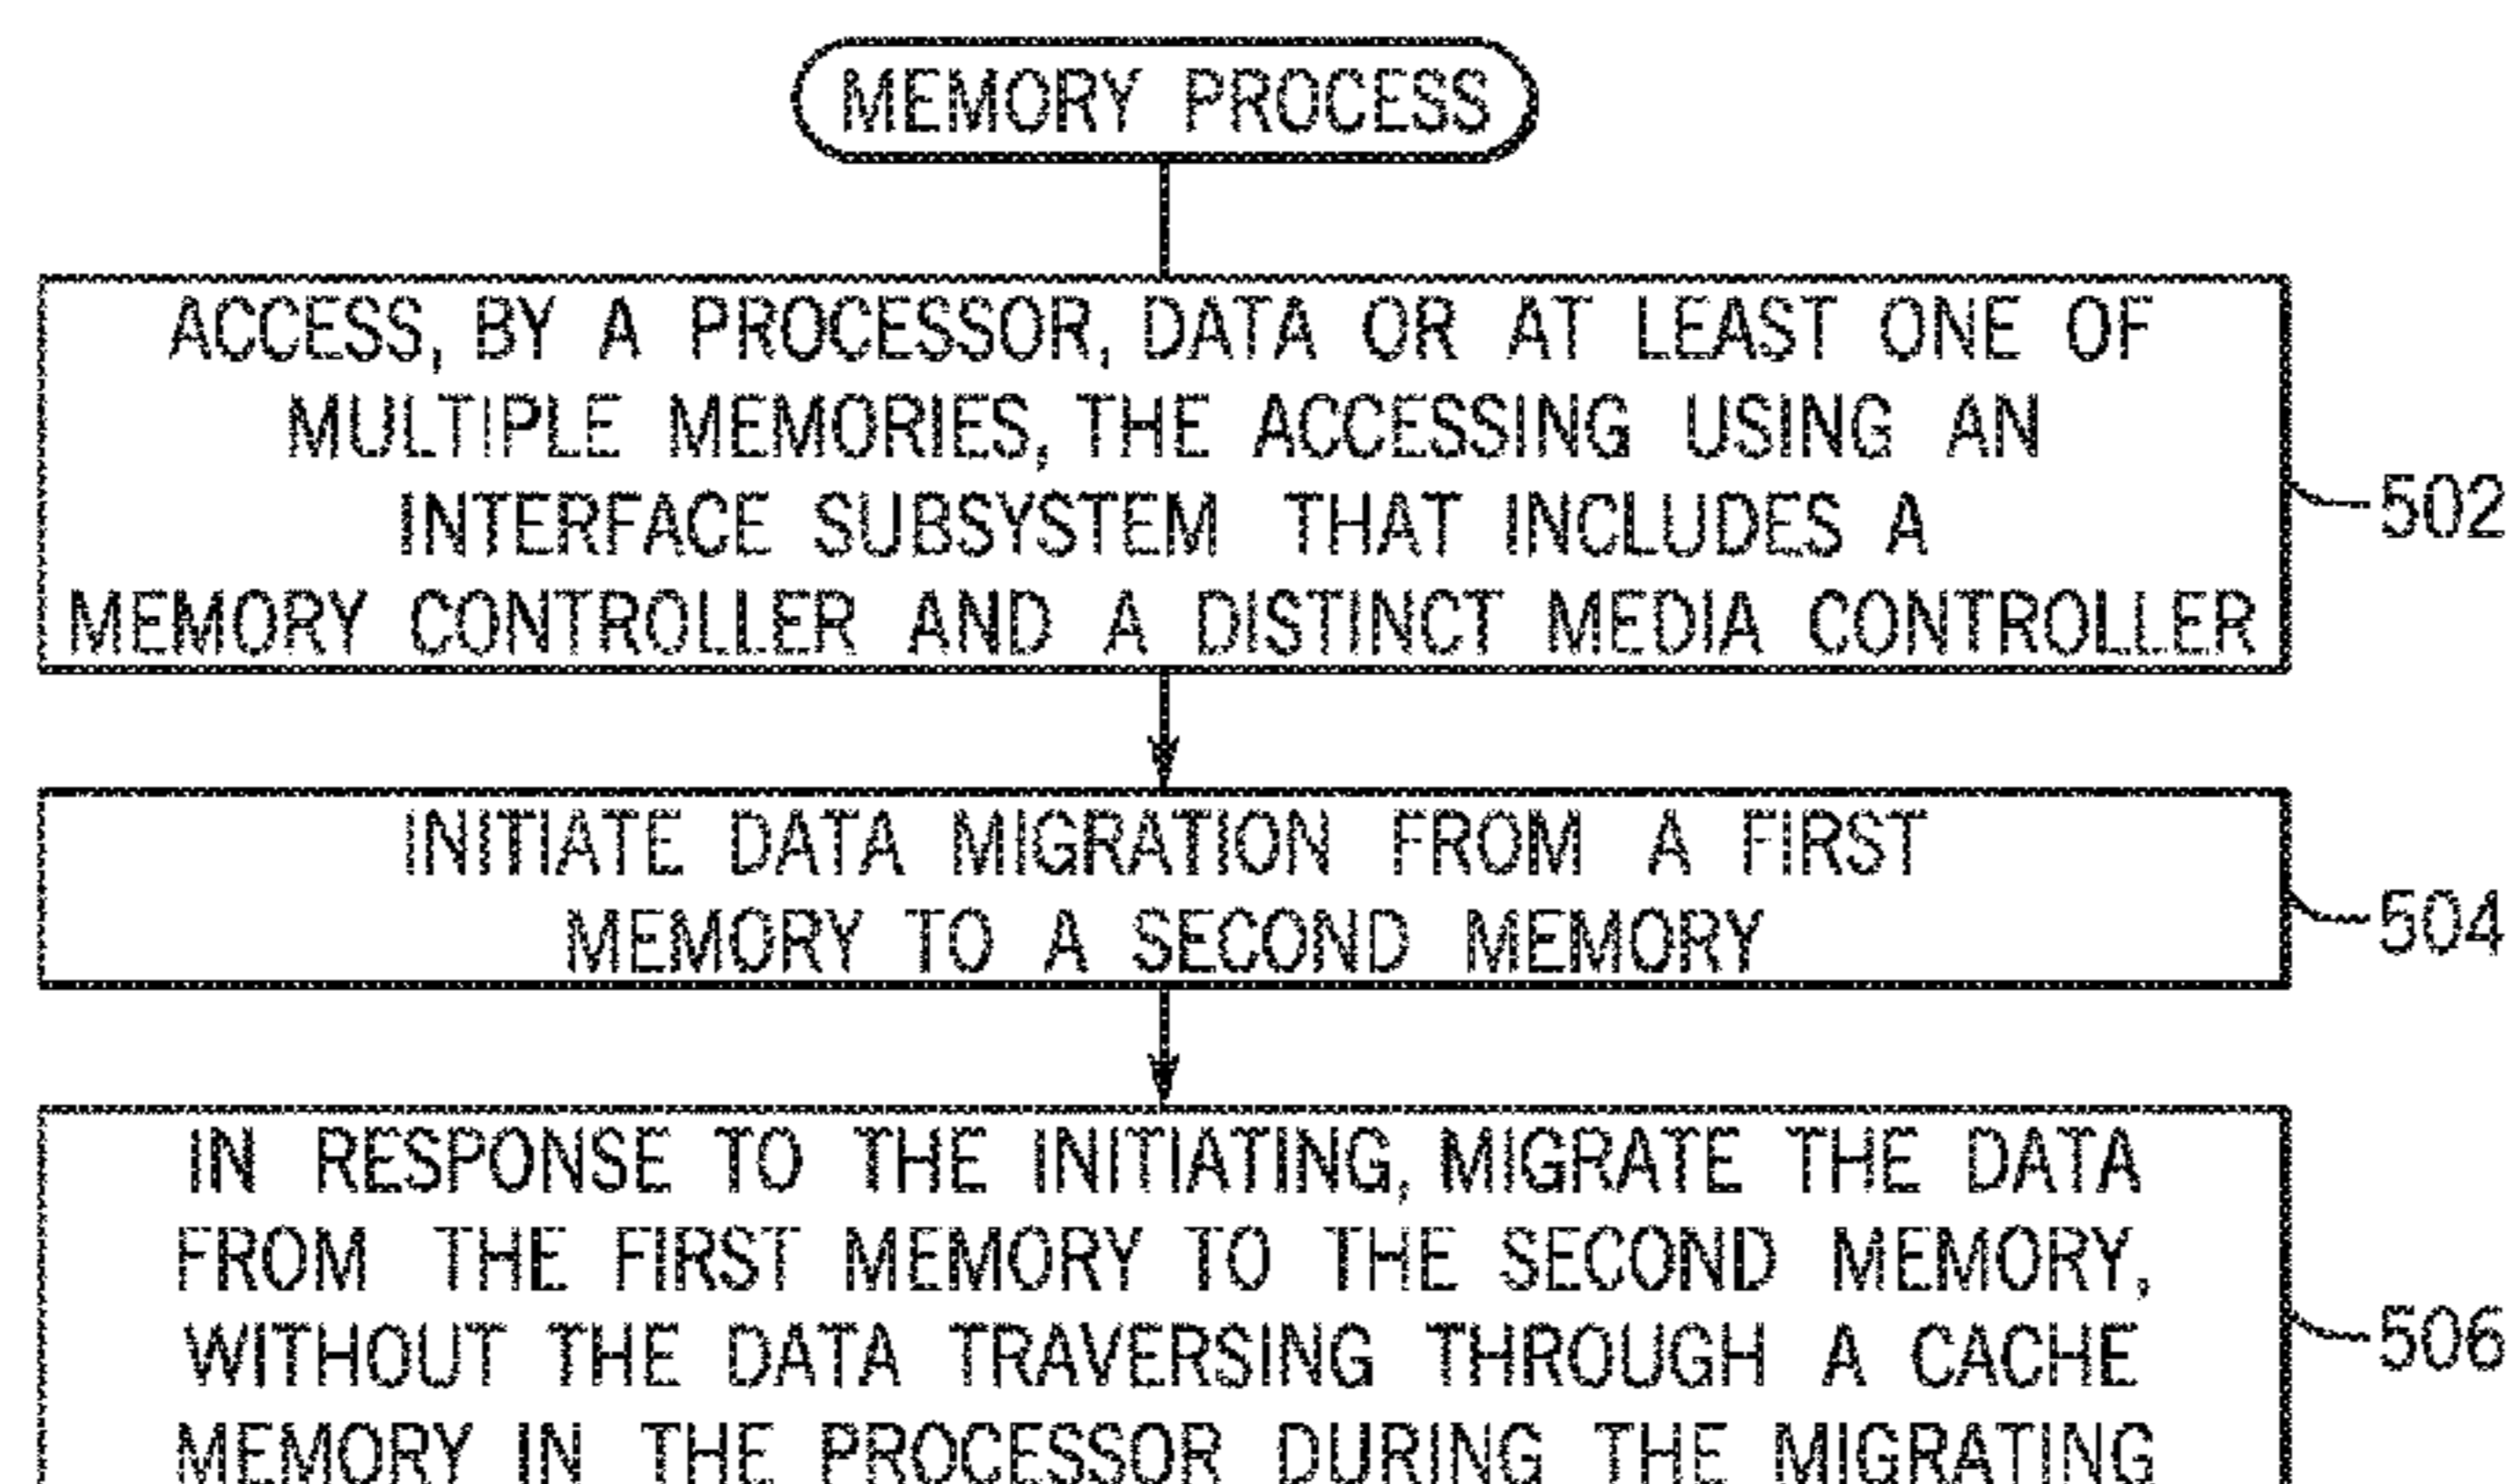 MEMORY PROCESS
ACCESS, BY A PROCESSOR, DATA OR AT LEAST ONE OF
MULTIPLE MEMORIES, THE ACCESSING USING AN
INTERFACE SUBSYSTEM THAT INCLUDES A
MEMORY CONTROLLER AND A DISTINCT MEDIA CONTROLLER
502
INITIATE DATA MIGRATION FROM A FIRST
MEMORY TO A SECOND MEMORY
504
IN RESPONSE TO THE INITIATING, MIGRATE THE DATA
FROM THE FIRST MEMORY TO THE SECOND MEMORY,
WITHOUT THE DATA TRAVERSING THROUGH A CACHE
MEMORY IN THE PROCESSOR DURING THE MIGRATING
506